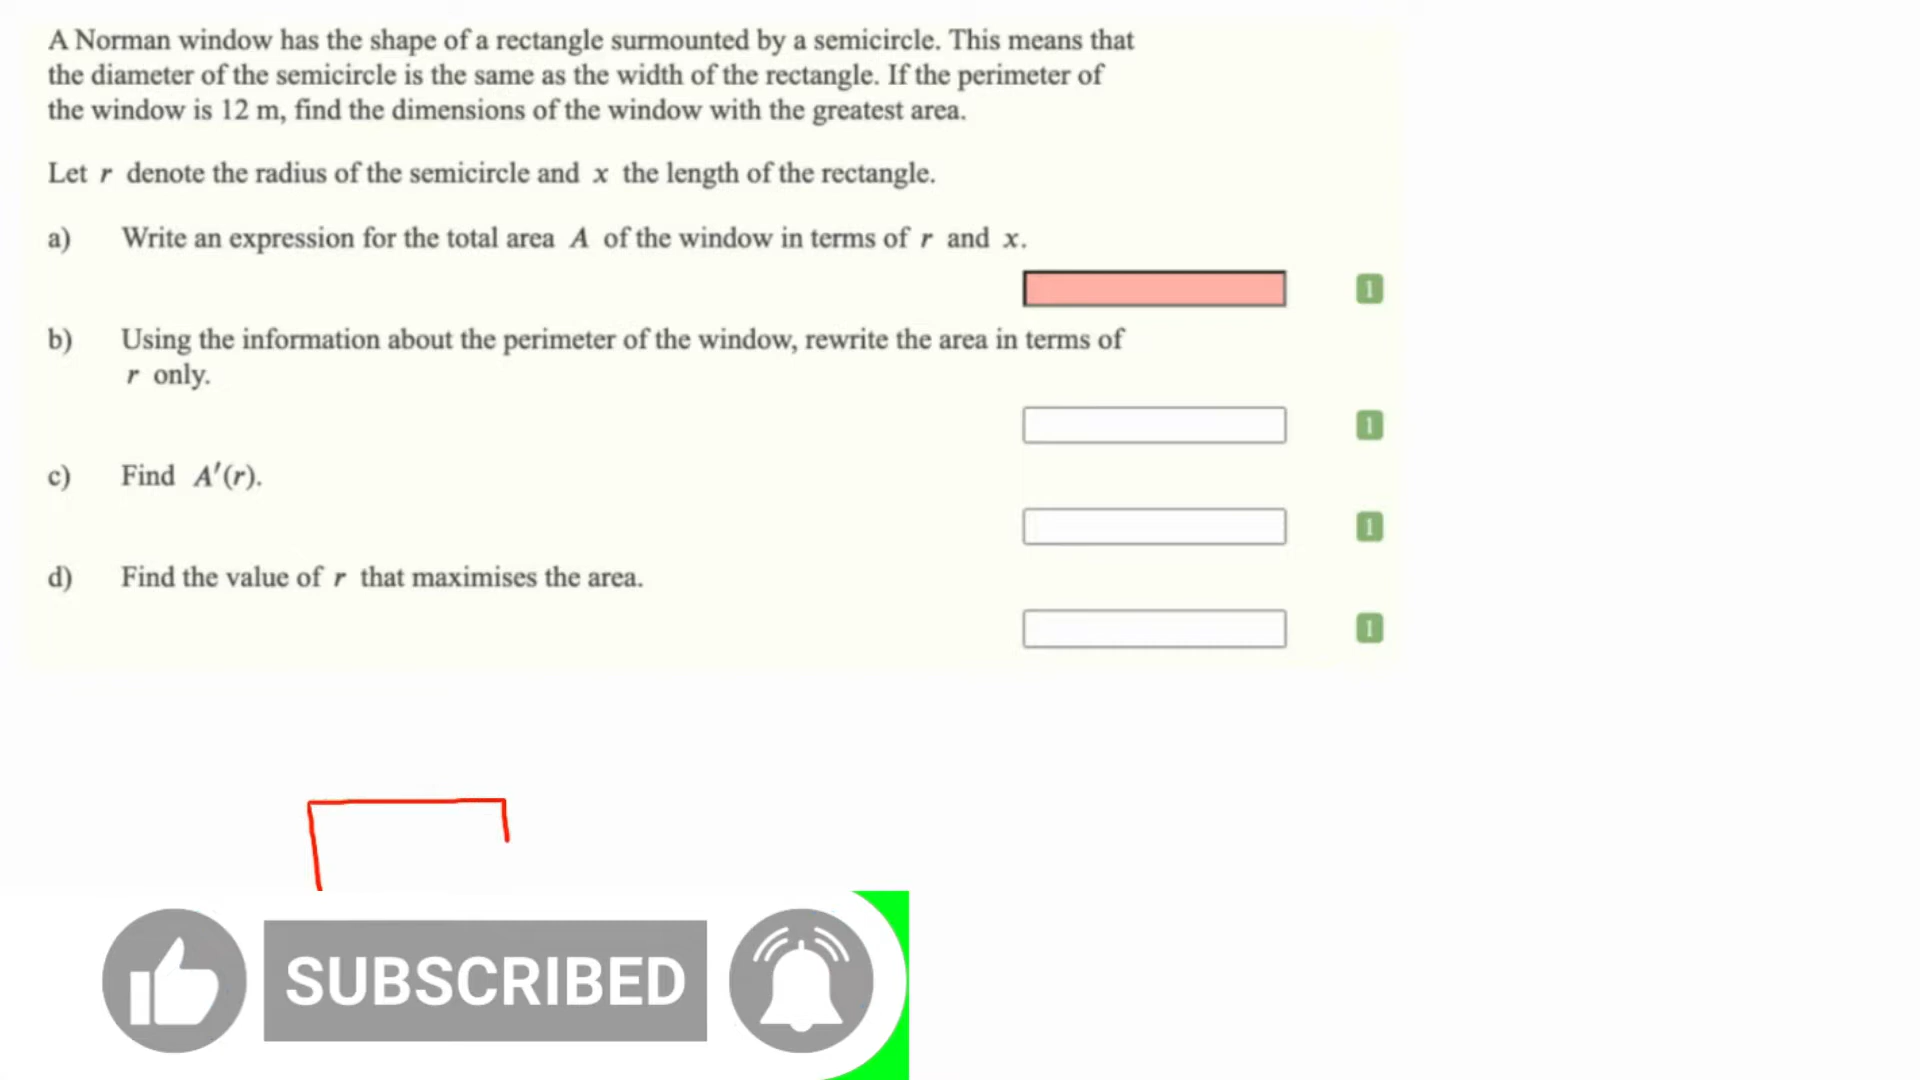 A Norman window has the shape of a rectangle surmounted by a semicircle. This means that
the diameter of the semicircle is the same as the width of the rectangle. If the perimeter of
the window is 12 m, find the dimensions of the window with the greatest area.
Let r denote the radius of the semicircle and x the length of the rectangle.
a) Write an expression for the total area A of the window in terms of r and x.
1
b) Using the information about the perimeter of the window, rewrite the area in terms of
r only.
1
c) Find A′(r).
1
d) Find the value of r that maximises the area.
1
SUBSCRIBED